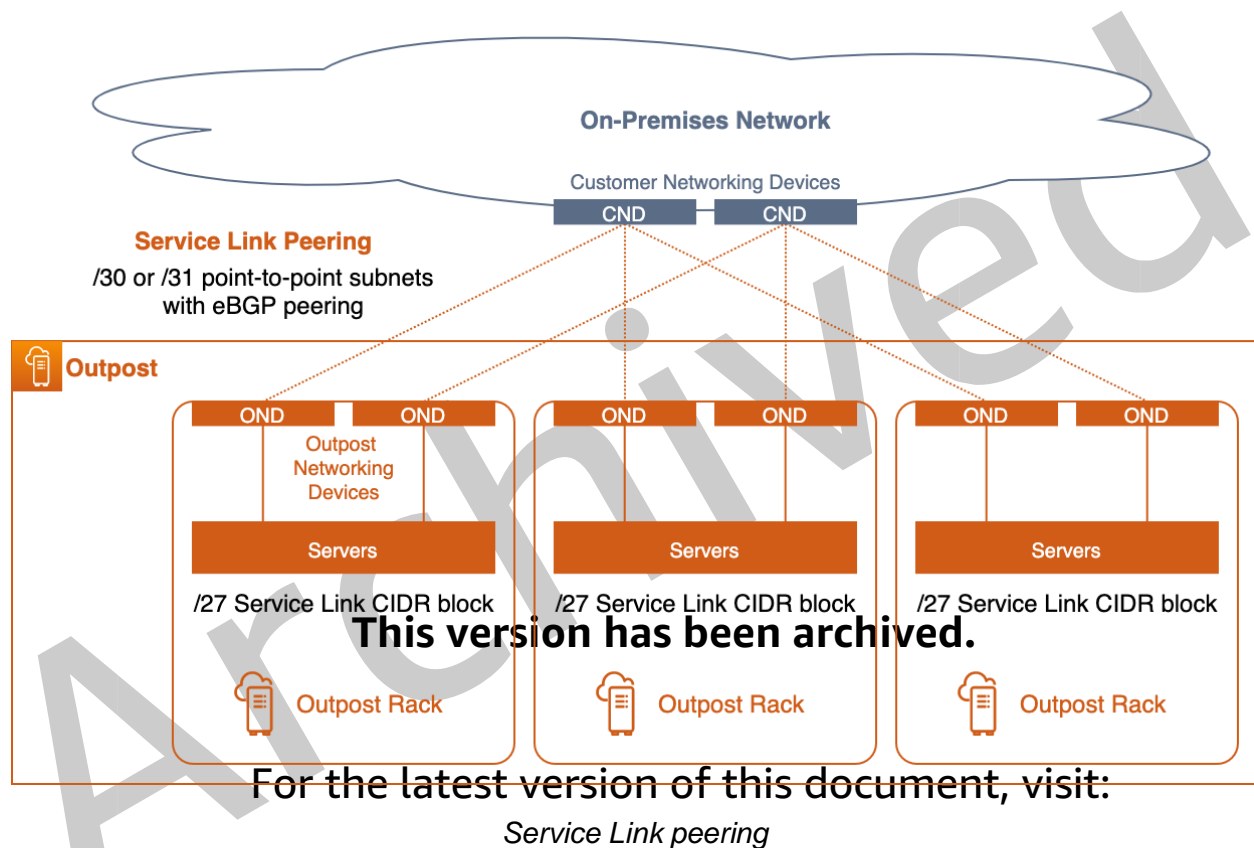 On-Premises Network
Customer Networking Devices
CND
CND
Service Link Peering
/30 or /31 point-to-point subnets
with eBGP peering
Outpost
OND
OND
OND
OND
OND
OND
Outpost
Networking
Devices
Servers
Servers
Servers
/27 Service Link CIDR block
/27 Service Link CIDR block
/27 Service Link CIDR block
This version has been archived.
Outpost Rack
Outpost Rack
Outpost Rack
For the latest version of this document, visit:
Service Link peering
Archived